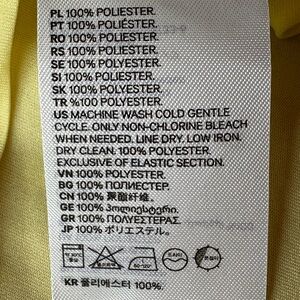 PL 100% POLIESTER.
PT 100% POLIÉSTER.
RO 100% POLIESTER.
RS 100% POLIESTER.
SE 100% POLYESTER.
SI 100% POLIESTER.
SK 100% POLYESTER.
TR %100 POLYESTER.
US MACHINE WASH COLD GENTLE
CYCLE. ONLY NON-CHLORINE BLEACH
WHEN NEEDED. LINE DRY. LOW IRON.
DRY CLEAN. 100% POLYESTER.
EXCLUSIVE OF ELASTIC SECTION.
VN 100% POLYESTER.
BG 100% ПОЛИЕСТЕР.
CN 100% 聚酯纤维。
GE 100% პოლიესტერი.
GR 100% ΠΟΛΥΕΣΤΕΡΑΣ.
JP 100% ポリエステル。
KR 폴리에스터 100%.